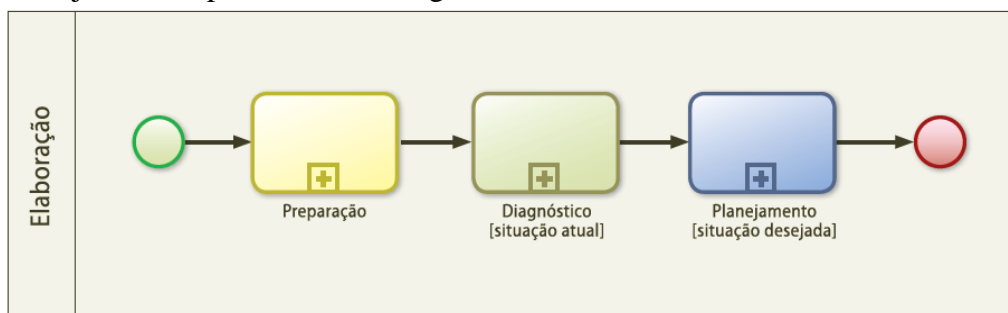 Elaboração
Preparação
Diagnóstico
[situação atual]
Planejamento
[situação desejada]